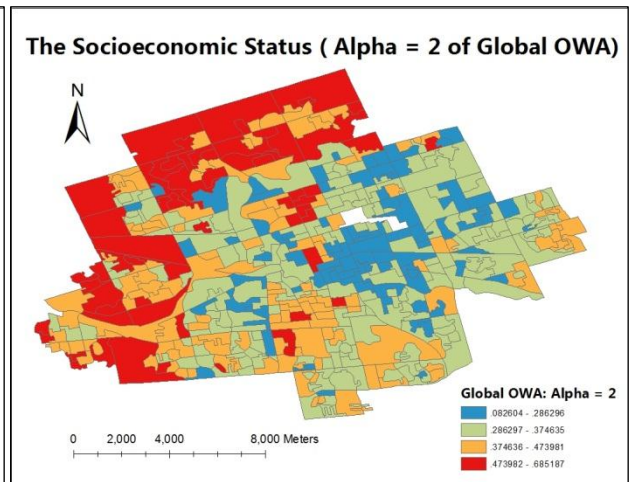 The Socioeconomic Status ( Alpha = 2 of Global OWA)
N
Global OWA: Alpha = 2
.082604 - .286296
.286297 - .374635
.374636 - .473981
.473982 - .685187
0 2,000 4,000 8,000 Meters